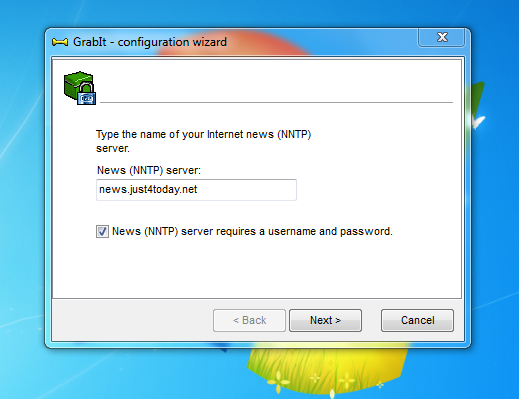 GrabIt - configuration wizard
Type the name of your Internet news (NNTP)
server.
News (NNTP) server:
news.just4today.net
News (NNTP) server requires a username and password.
< Back
Next >
Cancel